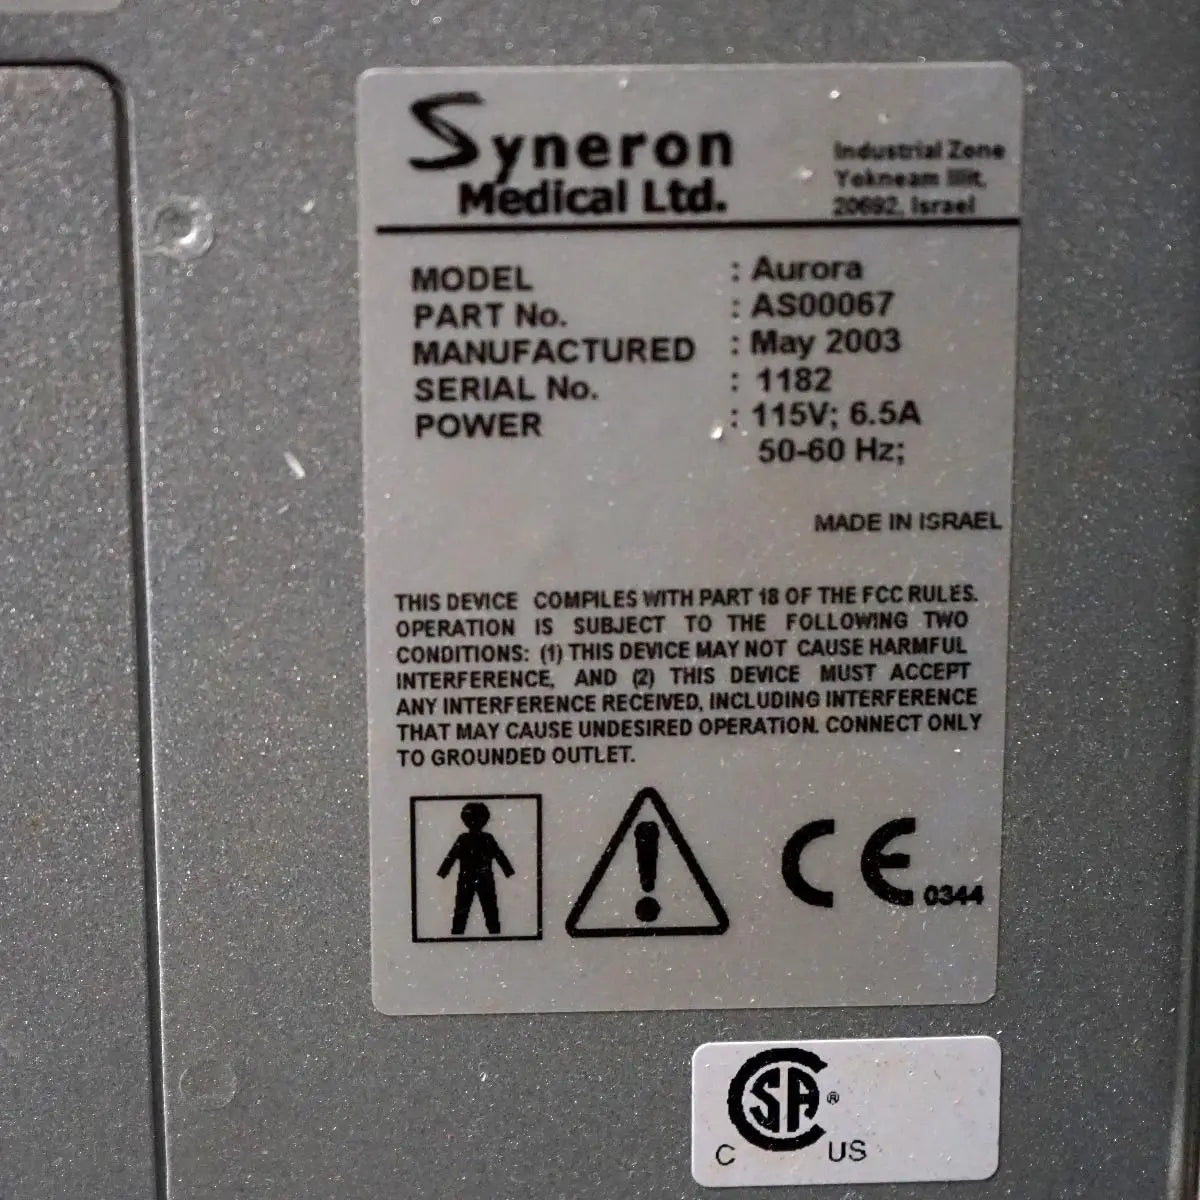 Syneron
Medical Ltd.
Industrial Zone
Yokneam Illit,
20692, Israel
MODEL : Aurora
PART No. : AS00067
MANUFACTURED : May 2003
SERIAL No. : 1182
POWER : 115V; 6.5A
50-60 Hz;
MADE IN ISRAEL
THIS DEVICE COMPILES WITH PART 18 OF THE FCC RULES.
OPERATION IS SUBJECT TO THE FOLLOWING TWO
CONDITIONS: (1) THIS DEVICE MAY NOT CAUSE HARMFUL
INTERFERENCE, AND (2) THIS DEVICE MUST ACCEPT
ANY INTERFERENCE RECEIVED, INCLUDING INTERFERENCE
THAT MAY CAUSE UNDESIRED OPERATION. CONNECT ONLY
TO GROUNDED OUTLET.
CE 0344
CSA ®
C US